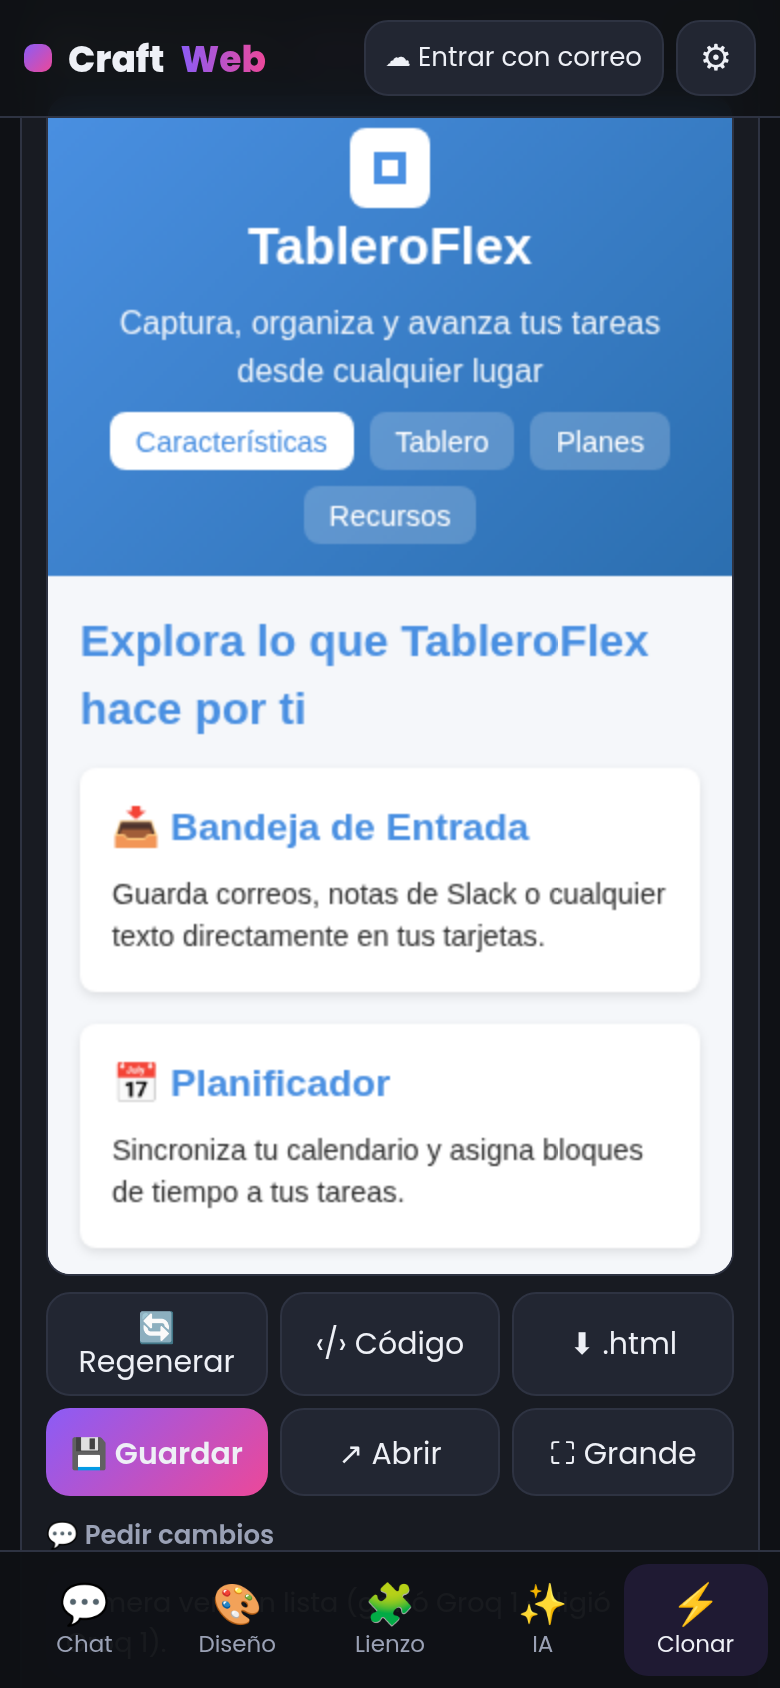 Craft Web
☁ Entrar con correo
TableroFlex
Captura, organiza y avanza tus tareas
desde cualquier lugar
Características
Tablero
Planes
Recursos
Explora lo que TableroFlex
hace por ti
Bandeja de Entrada
Guarda correos, notas de Slack o cualquier
texto directamente en tus tarjetas.
Planificador
Sincroniza tu calendario y asigna bloques
de tiempo a tus tareas.
Regenerar
‹/› Código
⬇ .html
Guardar
↗ Abrir
⛶ Grande
Pedir cambios
lista
Groq
Chat
Diseño
Lienzo
IA
Clonar